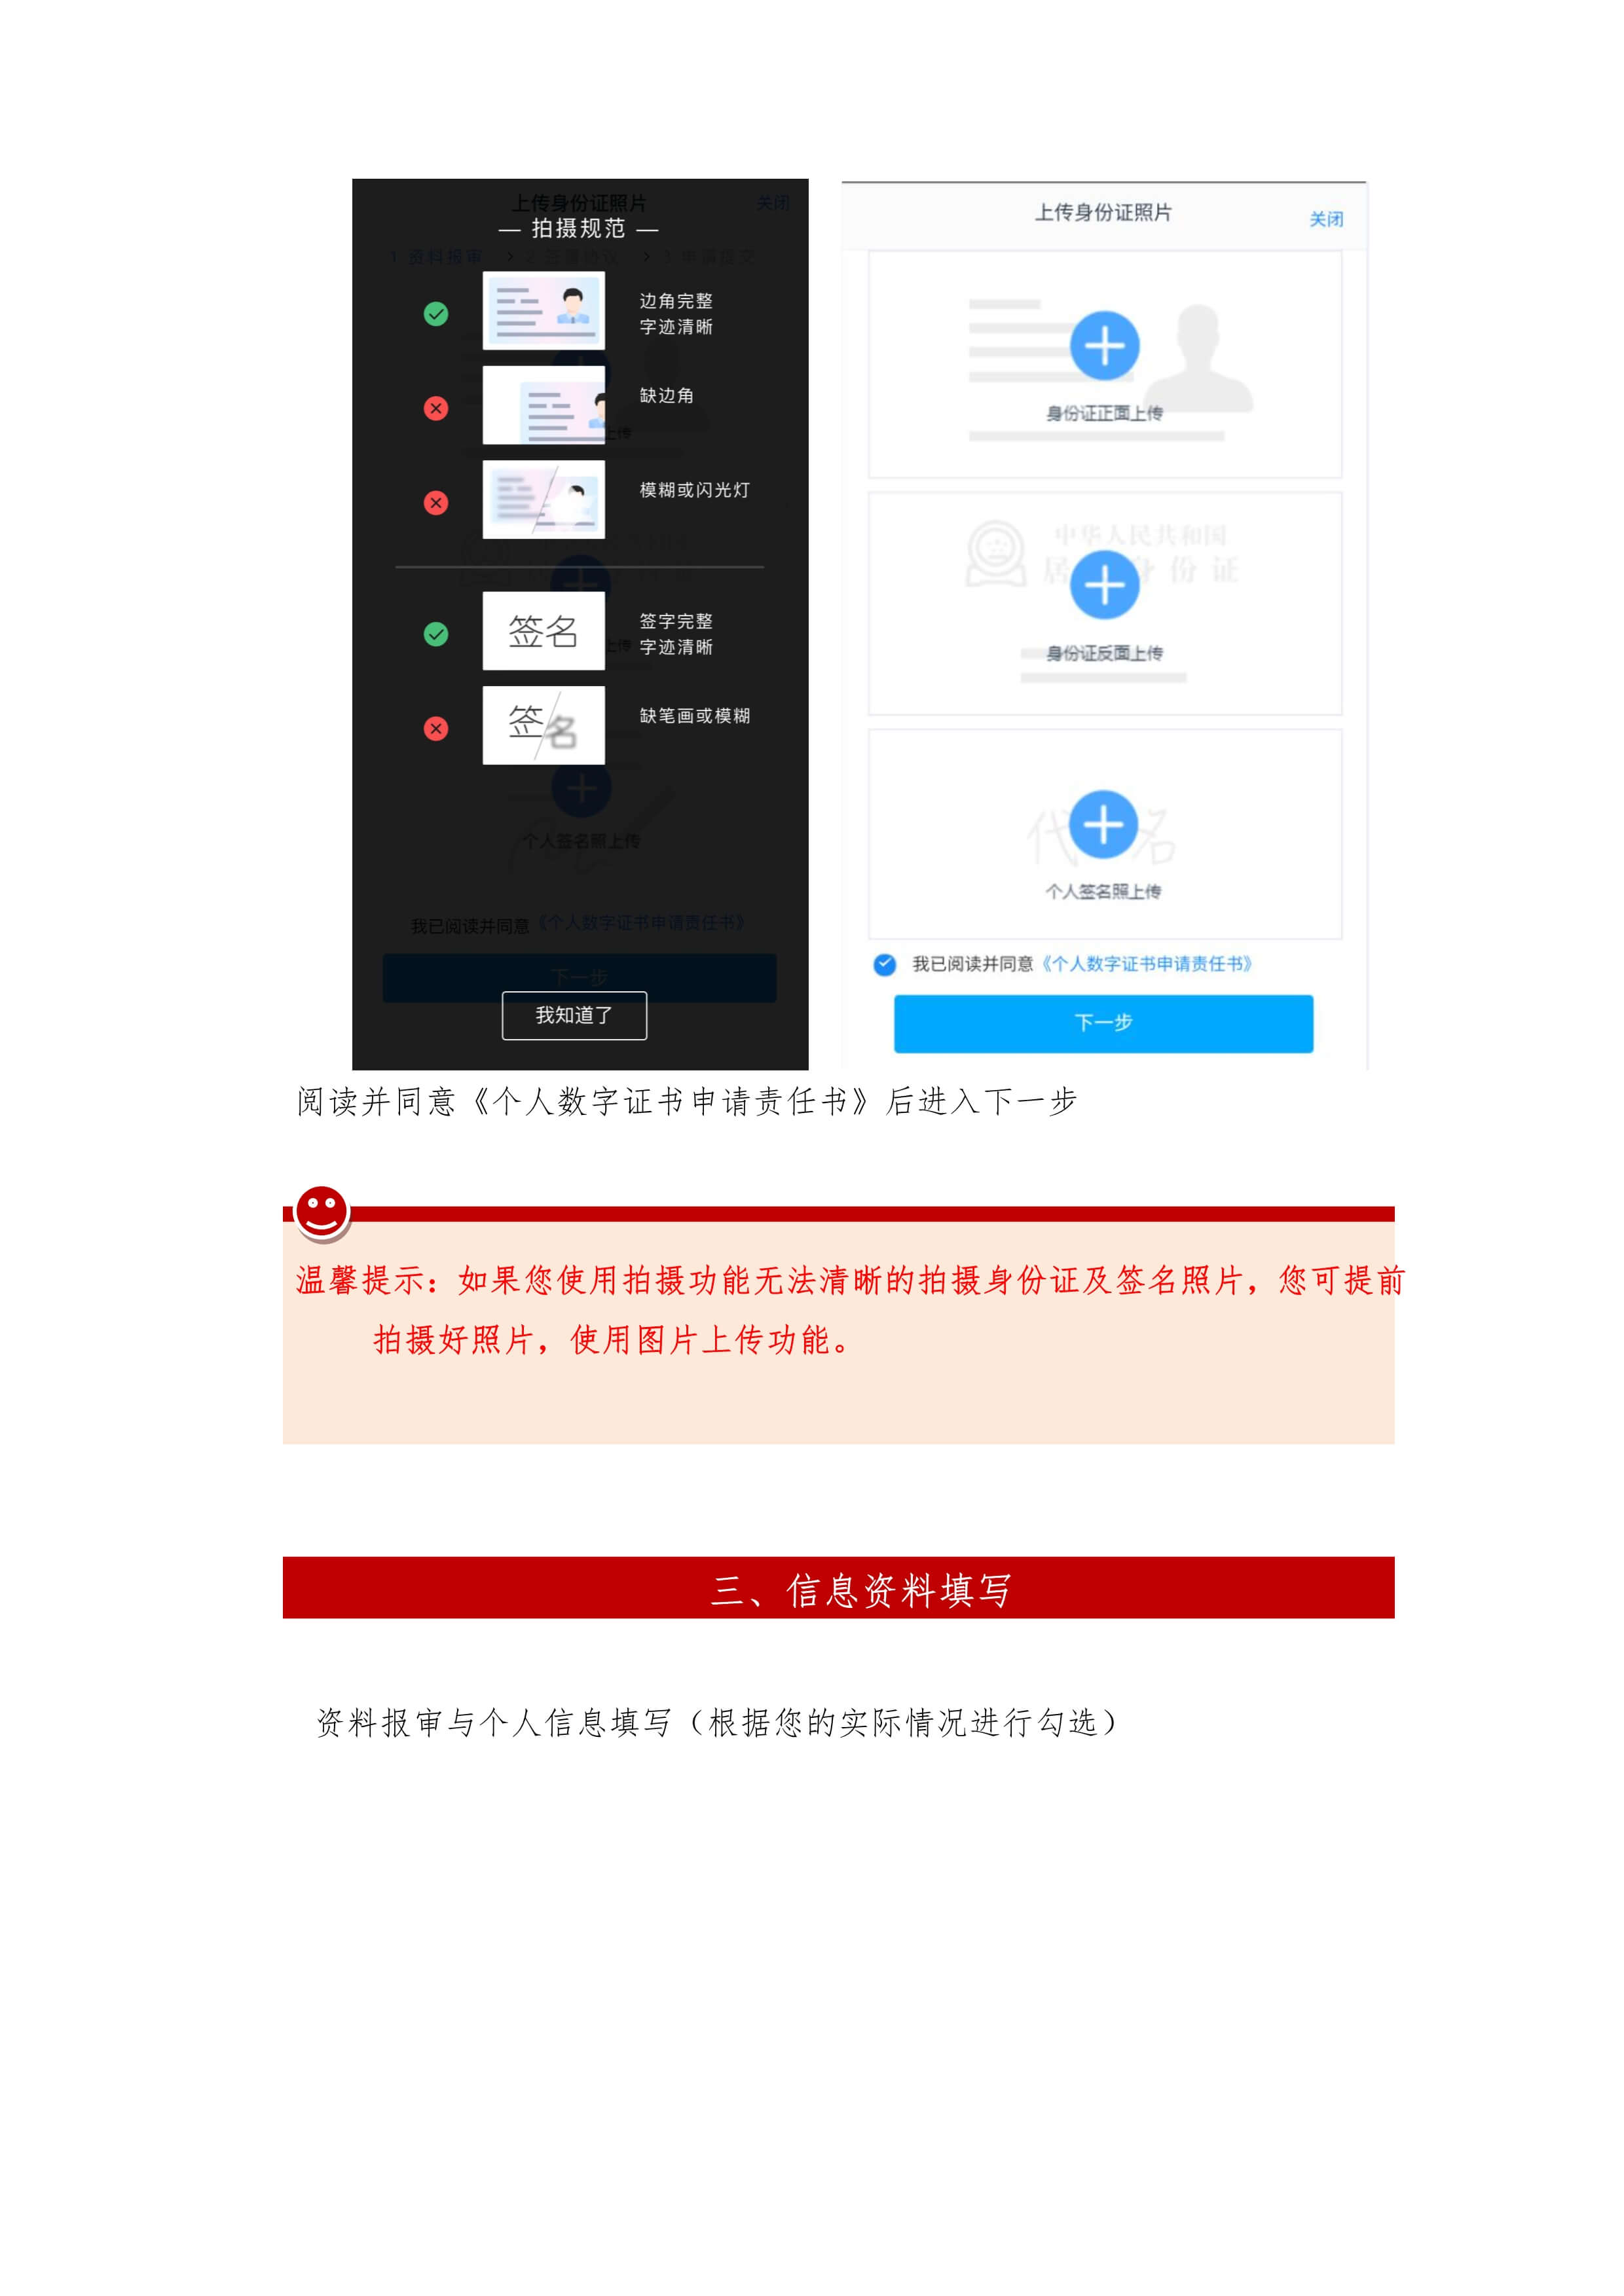 上传身份证照片
关闭
— 拍摄规范 —
1 资料报审 > 2 签署协议 > 3 申请提交
边角完整
字迹清晰
缺边角
上传
模糊或闪光灯
签名
签字完整
字迹清晰
上传
签名
缺笔画或模糊
个人签名照上传
我已阅读并同意《个人数字证书申请责任书》
下一步
我知道了
上传身份证照片
关闭
身份证正面上传
中华人民共和国
居 身份证
身份证反面上传
代 名
个人签名照上传
我已阅读并同意《个人数字证书申请责任书》
下一步
阅读并同意《个人数字证书申请责任书》后进入下一步
温馨提示：如果您使用拍摄功能无法清晰的拍摄身份证及签名照片，您可提前
拍摄好照片，使用图片上传功能。
三、信息资料填写
资料报审与个人信息填写（根据您的实际情况进行勾选）